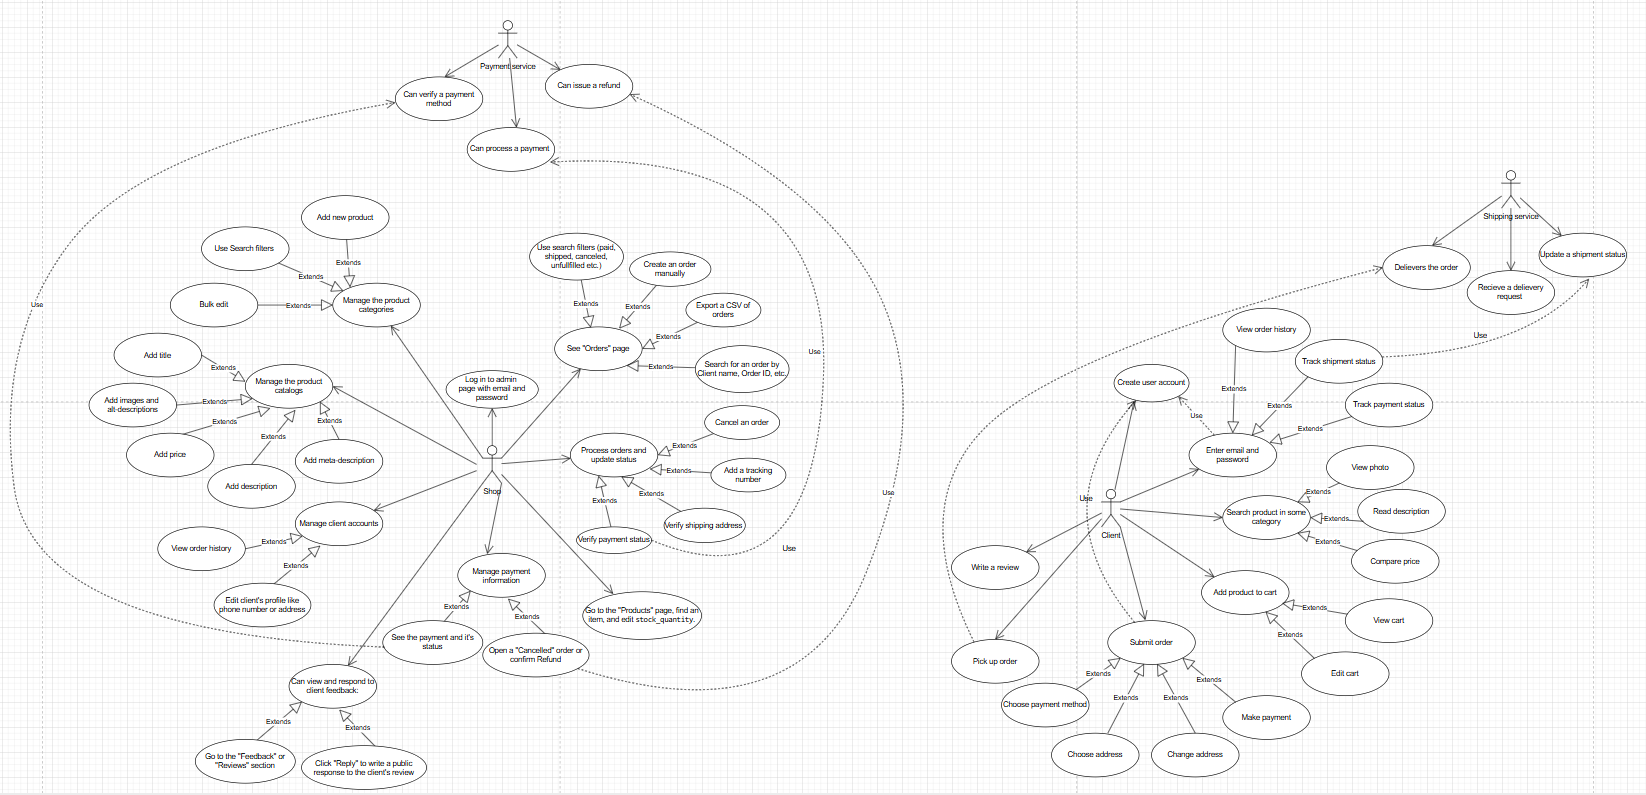 Payment service
Can verify a payment
method
Can issue a refund
Can process a payment
Add new product
Use Search filters
Extends
Extends
Bulk edit
Extends
Manage the product
categories
Use
Use search filters (paid,
shipped, canceled,
unfullfilled etc.)
Create an order
manually
Extends
Extends
Export a CSV of
orders
Extends
See "Orders" page
Search for an order by
Client name, Order ID, etc.
Extends
Use
Add title
Extends
Manage the product
catalogs
Add images and
alt-descriptions
Extends
Extends
Extends
Extends
Add price
Add description
Add meta-description
Log in to admin
page with email and
password
Shop
Cancel an order
Extends
Process orders and
update status
Extends
Add a tracking
number
Extends
Extends
Verify shipping address
Verify payment status
Use
Use
Manage client accounts
View order history
Extends
Extends
Edit client's profile like
phone number or address
Manage payment
information
Extends
Extends
See the payment and it's
status
Open a "Cancelled" order or
confirm Refund
Go to the "Products" page, find an
item, and edit stock_quantity.
Can view and respond to
client feedback:
Extends
Extends
Go to the "Feedback" or
"Reviews" section
Click "Reply" to write a public
response to the client's review
Shipping service
Delievers the order
Recieve a delievery
request
Update a shipment status
Use
View order history
Track shipment status
Create user account
Extends
Extends
Use
Track payment status
Extends
Enter email and
password
View photo
Extends
Use
Client
Search product in some
category
Extends
Read description
Extends
Compare price
Write a review
Add product to cart
Extends
View cart
Extends
Edit cart
Submit order
Pick up order
Extends
Extends
Extends
Extends
Choose payment method
Make payment
Choose address
Change address